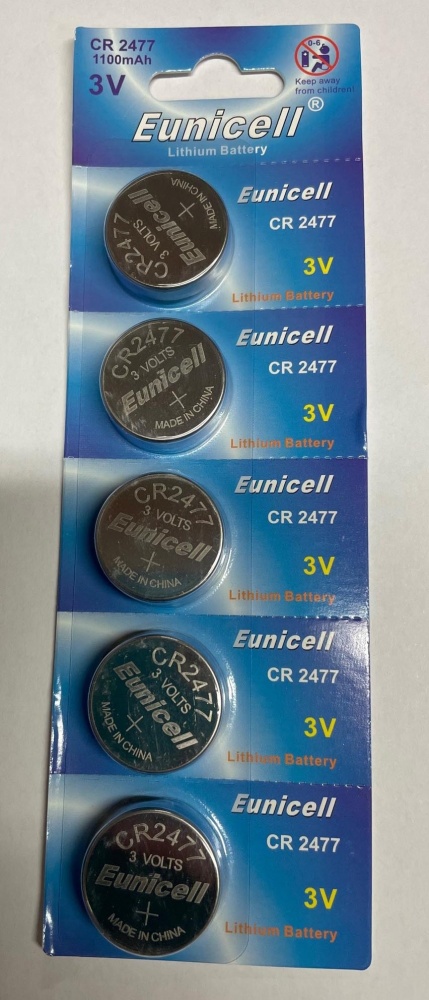 CR 2477
1100mAh
3V
0-6
Keep away
from children
Eunicell®
Lithium Battery
Eunicell
CR 2477
3V
Lithium Battery
CR2477
3 VOLTS
Eunicell
+
MADE IN CHINA
Eunicell
CR 2477
3V
Lithium Battery
CR2477
3 VOLTS
Eunicell
+
MADE IN CHINA
Eunicell
CR 2477
3V
Lithium Battery
CR2477
3 VOLTS
Eunicell
+
MADE IN CHINA
Eunicell
CR 2477
3V
Lithium Battery
CR2477
3 VOLTS
Eunicell
+
MADE IN CHINA
Eunicell
CR 2477
3V
Lithium Battery
CR2477
3 VOLTS
Eunicell
+
MADE IN CHINA